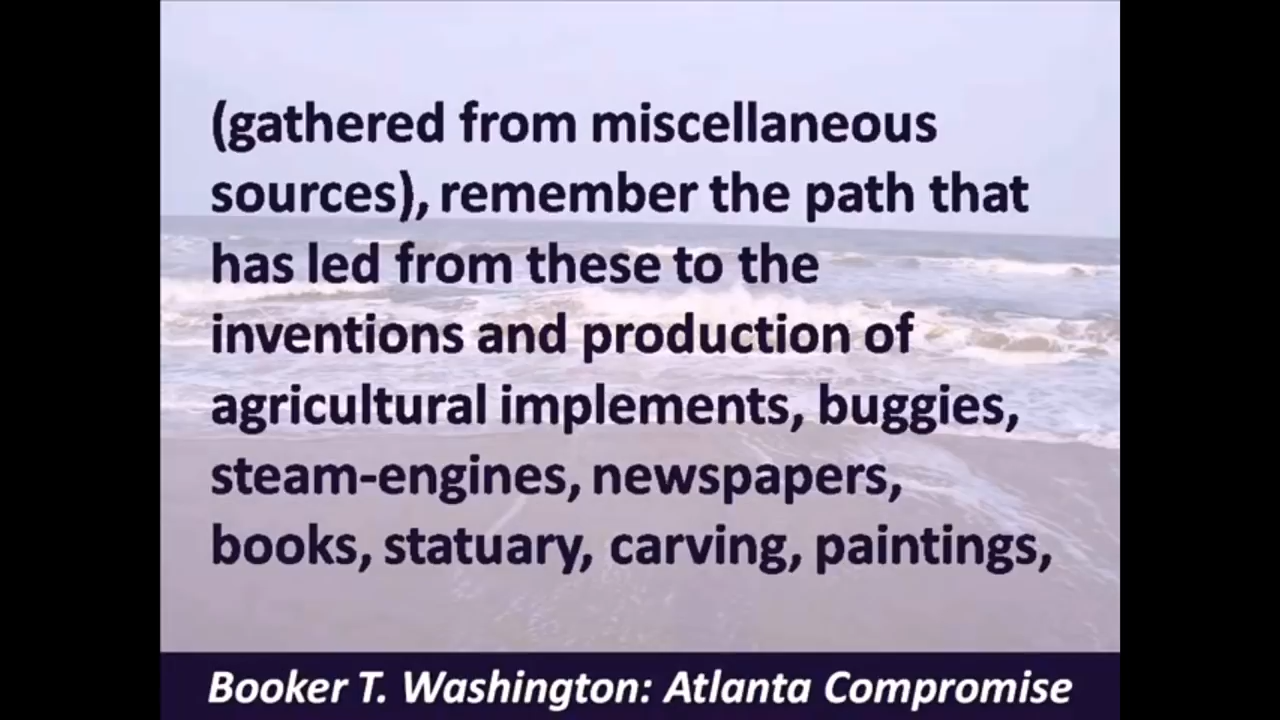 (gathered from miscellaneous
sources), remember the path that
has led from these to the
inventions and production of
agricultural implements, buggies,
steam-engines, newspapers,
books, statuary, carving, paintings,
Booker T. Washington: Atlanta Compromise